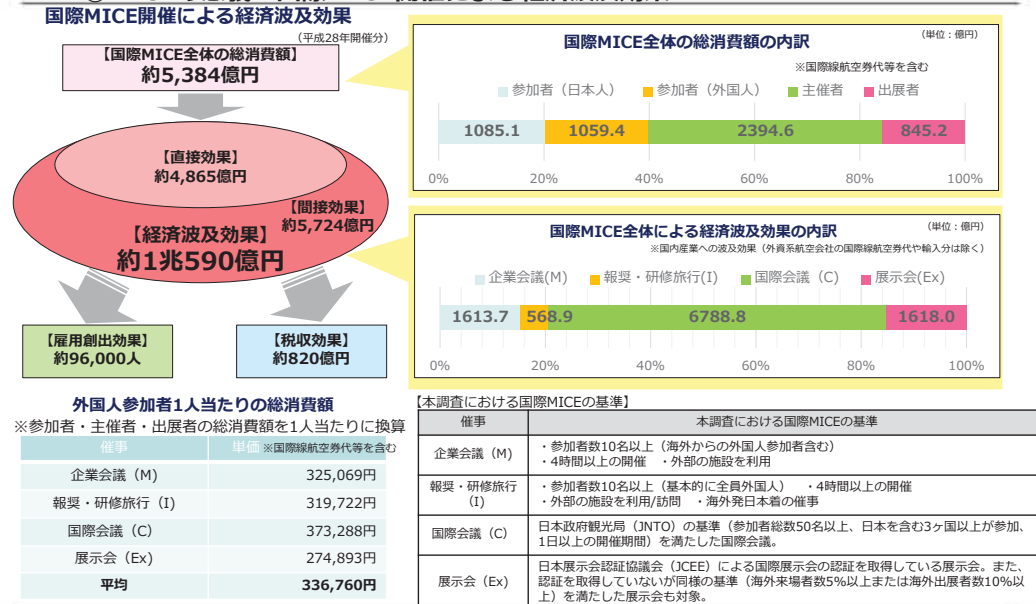 国際MICE開催による経済波及効果
（平成28年開催分）
【国際MICE全体の総消費額】
約5,384億円
【直接効果】
約4,865億円
【間接効果】
約5,724億円
【経済波及効果】
約1兆590億円
【雇用創出効果】
約96,000人
【税収効果】
約820億円
国際MICE全体の総消費額の内訳
（単位：億円）
※国際線航空券代等を含む
参加者（日本人） 参加者（外国人） 主催者 出展者
1085.1 1059.4 2394.6 845.2
0% 20% 40% 60% 80% 100%
国際MICE全体による経済波及効果の内訳
（単位：億円）
※国内産業への波及効果（外資系航空会社の国際線航空券代や輸入分は除く）
企業会議(M) 報奨・研修旅行(I) 国際会議（C） 展示会(Ex)
1613.7 568.9 6788.8 1618.0
0% 20% 40% 60% 80% 100%
外国人参加者1人当たりの総消費額
※参加者・主催者・出展者の総消費額を1人当たりに換算
催事 単価 ※国際線航空券代等を含む
企業会議（M） 325,069円
報奨・研修旅行（I） 319,722円
国際会議（C） 373,288円
展示会（Ex） 274,893円
平均 336,760円
【本調査における国際MICEの基準】
催事 本調査における国際MICEの基準
企業会議（M）
・参加者数10名以上（海外からの外国人参加者含む）
・4時間以上の開催 ・外部の施設を利用
報奨・研修旅行
（I）
・参加者数10名以上（基本的に全員外国人） ・4時間以上の開催
・外部の施設を利用/訪問 ・海外発日本着の催事
国際会議（C）
日本政府観光局（JNTO）の基準（参加者総数50名以上、日本を含む3ヶ国以上が参加、
1日以上の開催期間）を満たした国際会議。
展示会（Ex）
日本展示会認証協議会（JCEE）による国際展示会の認証を取得している展示会。また、
認証を取得していないが同様の基準（海外来場者数5%以上または海外出展者数10%以
上）を満たした展示会も対象。